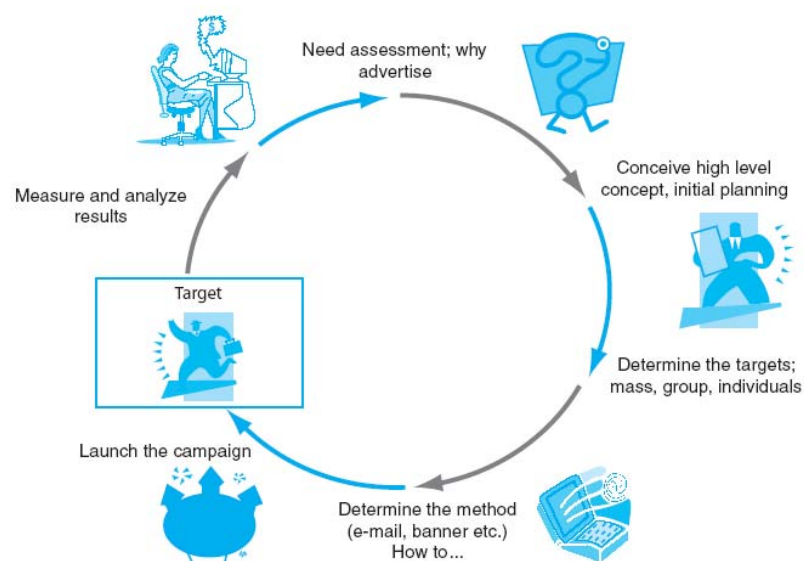 Need assessment; why
advertise
Conceive high level
concept, initial planning
Determine the targets;
mass, group, individuals
Determine the method
(e-mail, banner etc.)
How to...
Launch the campaign
Target
Measure and analyze
results